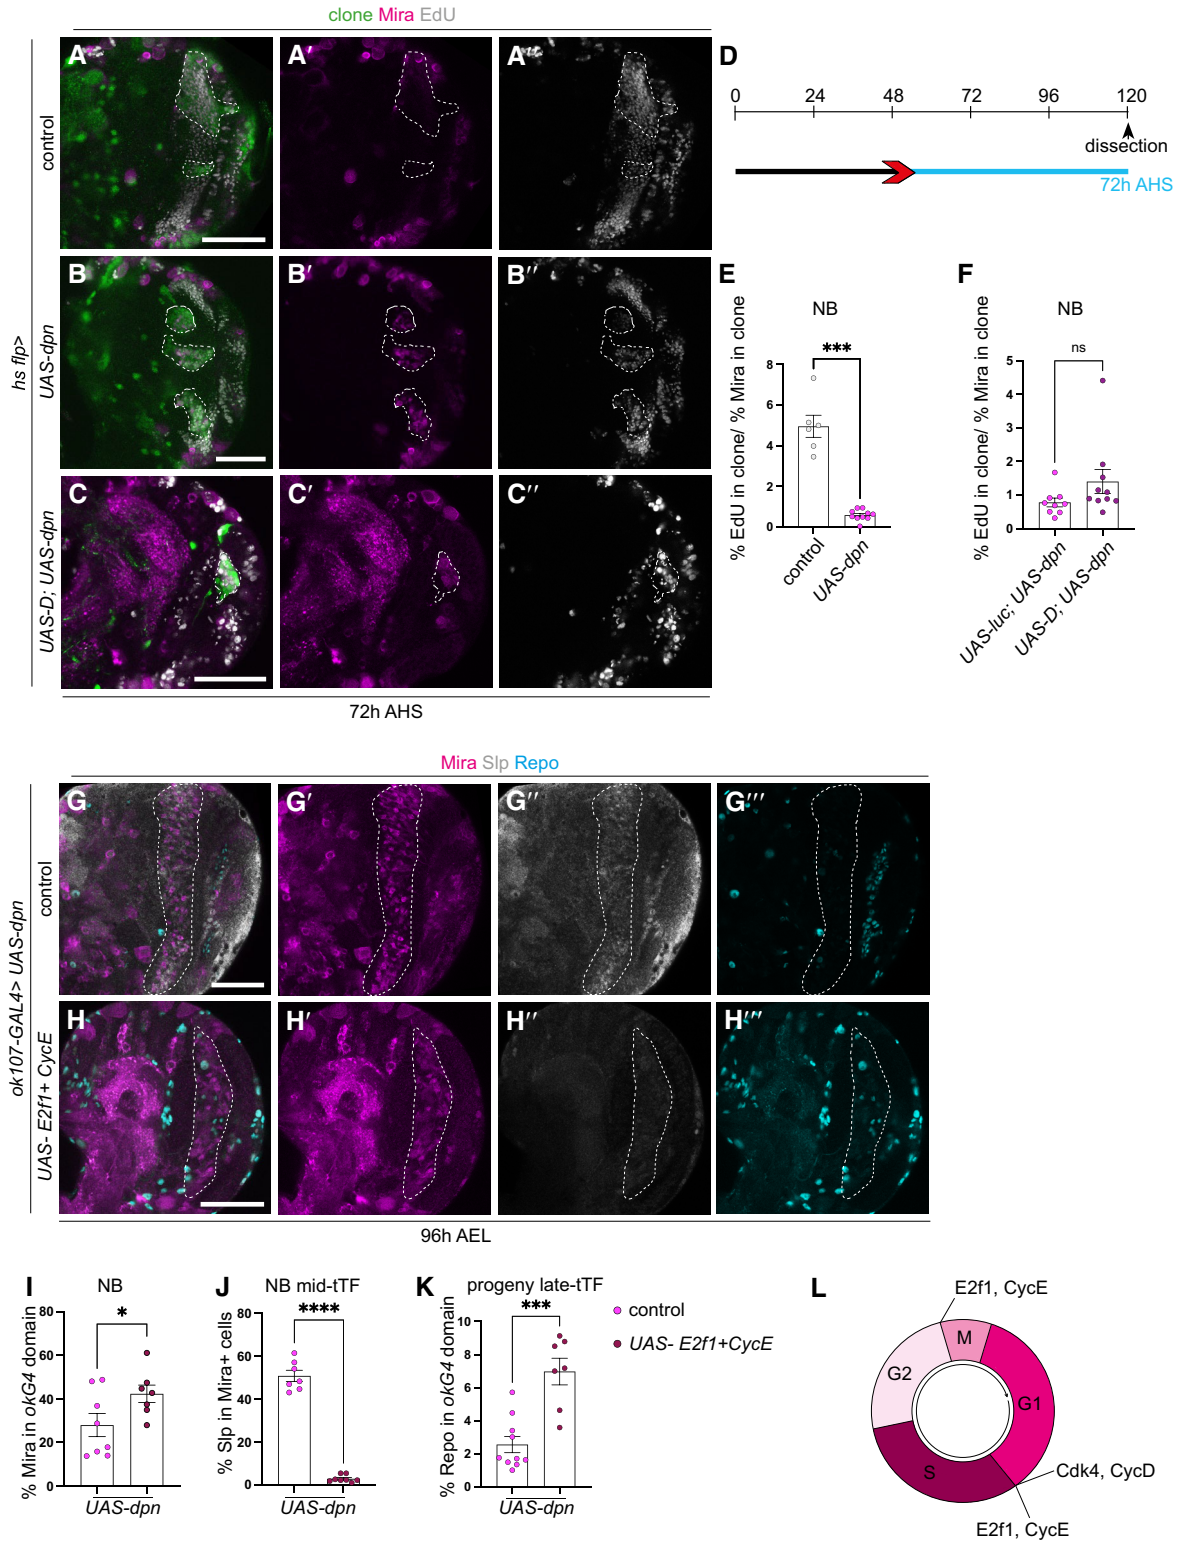 clone Mira EdU
A
A′
A
control
B
B′
B″
hs flp>
UAS-dpn
C
C′
C″
UAS-D; UAS-dpn
72h AHS
D
0 24 48 72 96 120
dissection
72h AHS
E
NB
***
% EdU in clone/ % Mira in clone
8
6
4
2
0
control
UAS-dpn
F
NB
ns
% EdU in clone/ % Mira in clone
5
4
3
2
1
0
UAS-luc; UAS-dpn
UAS-D; UAS-dpn
Mira Slp Repo
G
G′
G″
G‴
control
H
H′
H″
H‴
ok107-GAL4> UAS-dpn
UAS- E2f1+ CycE
96h AEL
I
NB
*
% Mira in okG4 domain
80
60
40
20
0
UAS-dpn
J
NB mid-tTF
****
% Slp in Mira+ cells
80
60
40
20
0
UAS-dpn
K
progeny late-tTF
***
% Repo in okG4 domain
10
8
6
4
2
0
UAS-dpn
control
UAS- E2f1+CycE
L
E2f1, CycE
M
G2
G1
S
Cdk4, CycD
E2f1, CycE